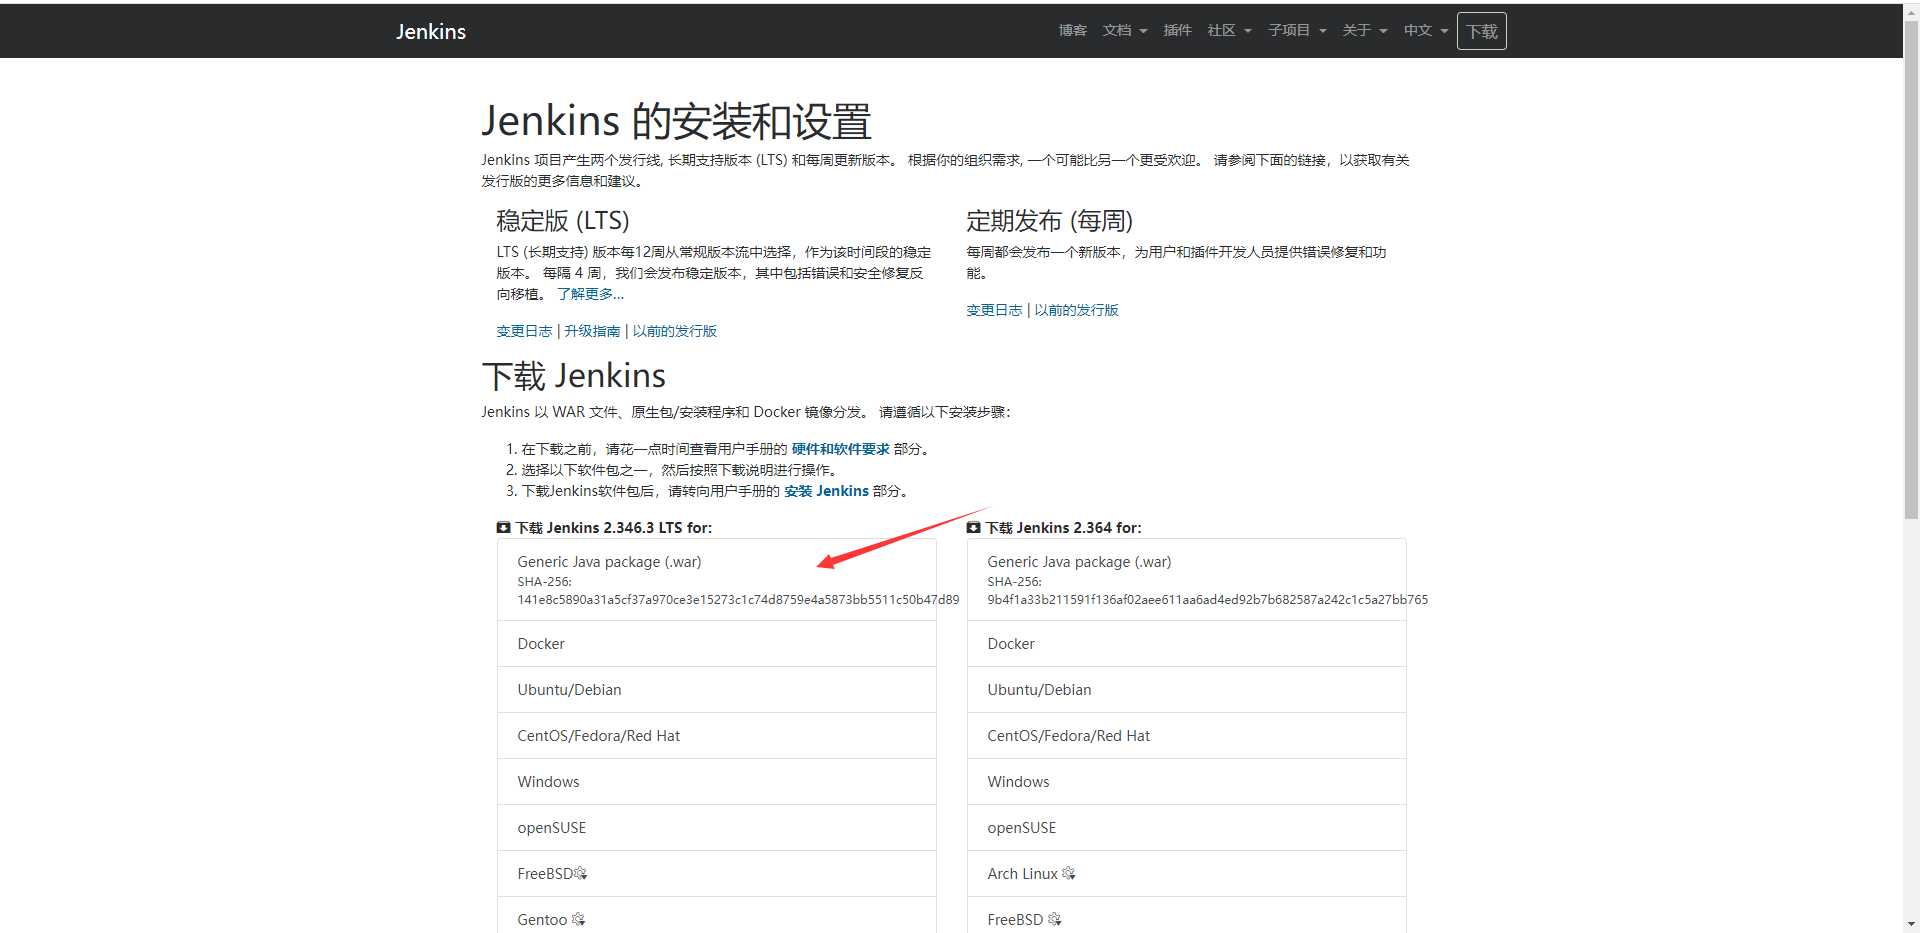 Jenkins
博客 文档 插件 社区 子项目 关于 中文 下载
Jenkins 的安装和设置
Jenkins 项目产生两个发行线, 长期支持版本 (LTS) 和每周更新版本。 根据你的组织需求, 一个可能比另一个更受欢迎。 请参阅下面的链接，以获取有关
发行版的更多信息和建议。
稳定版 (LTS)
LTS (长期支持) 版本每12周从常规版本流中选择，作为该时间段的稳定
版本。 每隔 4 周，我们会发布稳定版本，其中包括错误和安全修复反
向移植。 了解更多...
变更日志 | 升级指南 | 以前的发行版
定期发布 (每周)
每周都会发布一个新版本，为用户和插件开发人员提供错误修复和功
能。
变更日志 | 以前的发行版
下载 Jenkins
Jenkins 以 WAR 文件、原生包/安装程序和 Docker 镜像分发。 请遵循以下安装步骤:
1. 在下载之前，请花一点时间查看用户手册的 硬件和软件要求 部分。
2. 选择以下软件包之一，然后按照下载说明进行操作。
3. 下载Jenkins软件包后，请转向用户手册的 安装 Jenkins 部分。
下载 Jenkins 2.346.3 LTS for:
Generic Java package (.war)
SHA-256:
141e8c5890a31a5cf37a970ce3e15273c1c74d8759e4a5873bb5511c50b47d89
Docker
Ubuntu/Debian
CentOS/Fedora/Red Hat
Windows
openSUSE
FreeBSD
Gentoo
下载 Jenkins 2.364 for:
Generic Java package (.war)
SHA-256:
9b4f1a33b211591f136af02aee611aa6ad4ed92b7b682587a242c1c5a27bb765
Docker
Ubuntu/Debian
CentOS/Fedora/Red Hat
Windows
openSUSE
Arch Linux
FreeBSD